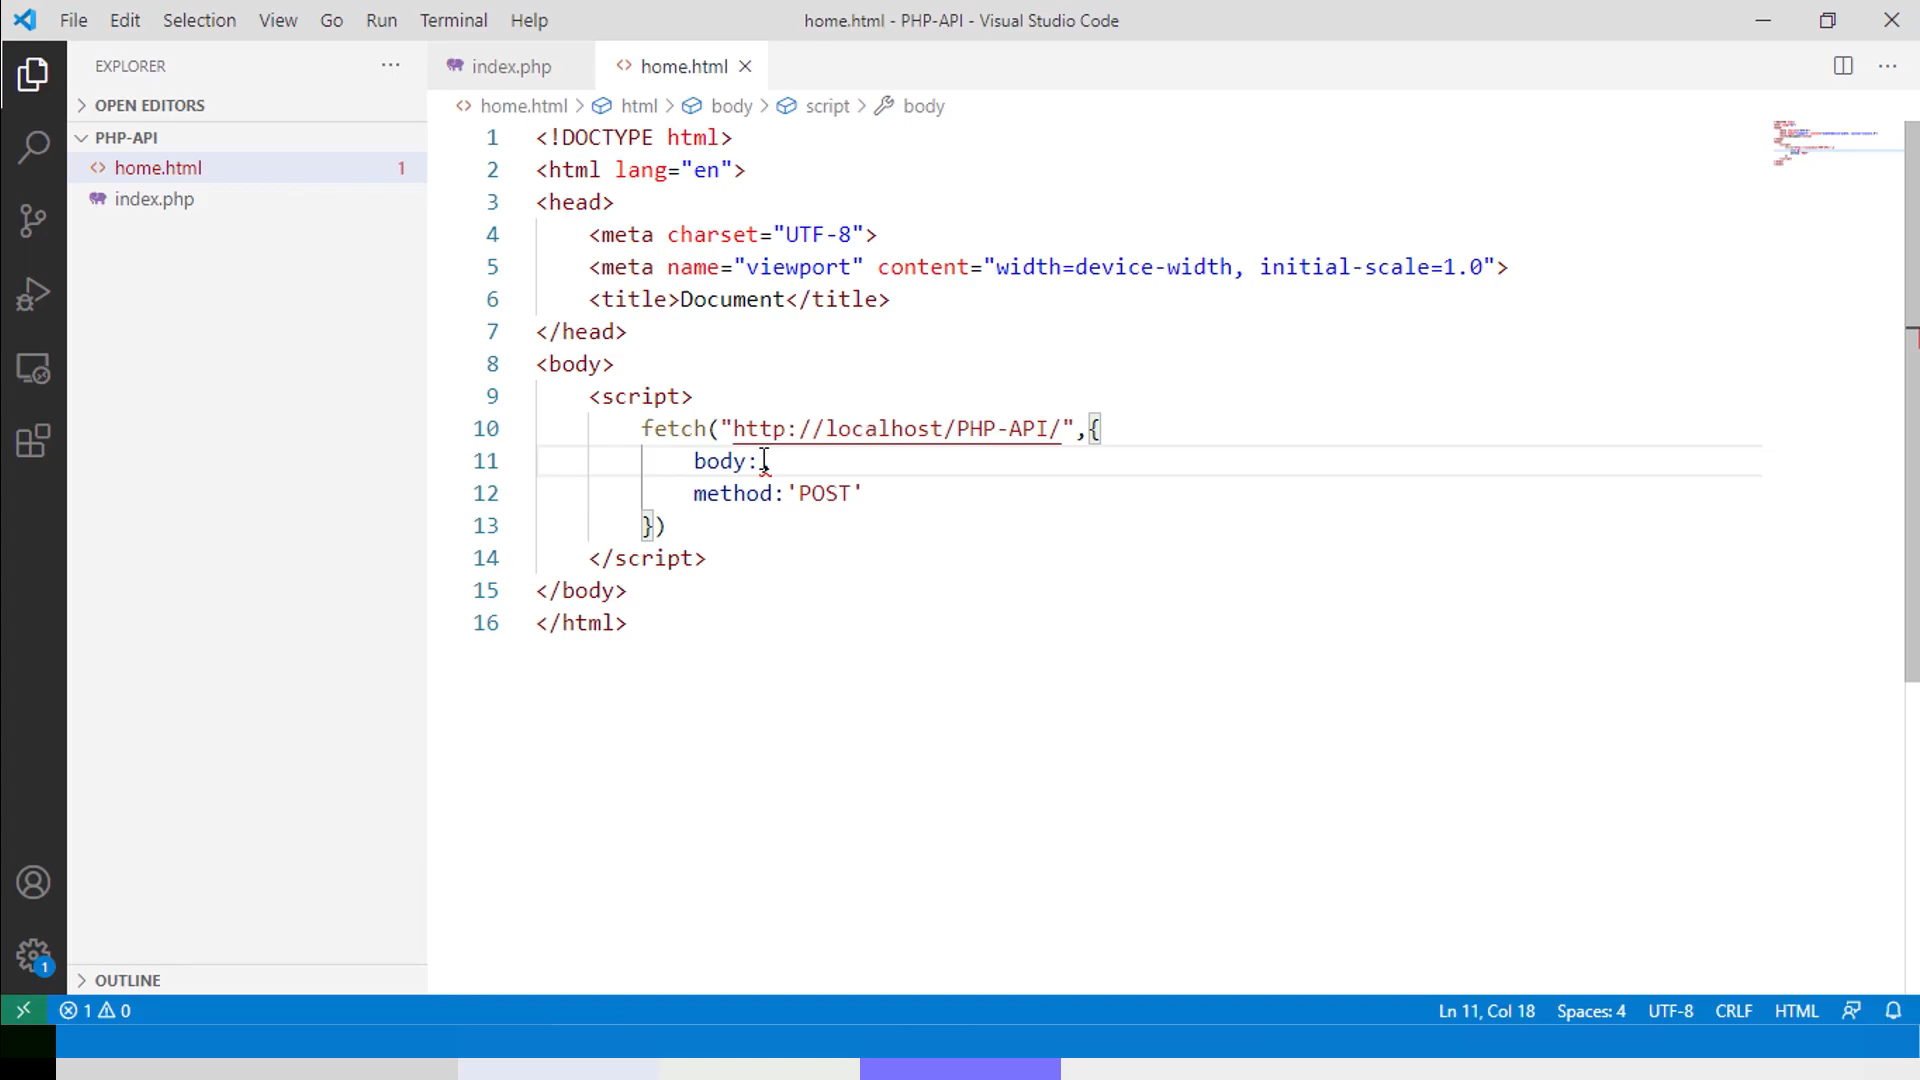 File Edit Selection View Go Run Terminal Help
home.html - PHP-API - Visual Studio Code
EXPLORER
OPEN EDITORS
PHP-API
home.html 1
index.php
OUTLINE
index.php
home.html
home.html html body script body
1 <!DOCTYPE html>
2 <html lang="en">
3 <head>
4 <meta charset="UTF-8">
5 <meta name="viewport" content="width=device-width, initial-scale=1.0">
6 <title>Document</title>
7 </head>
8 <body>
9 <script>
10 fetch("http://localhost/PHP-API/",{
11 body:
12 method:'POST'
13 })
14 </script>
15 </body>
16 </html>
1
1 0
Ln 11, Col 18 Spaces: 4 UTF-8 CRLF HTML